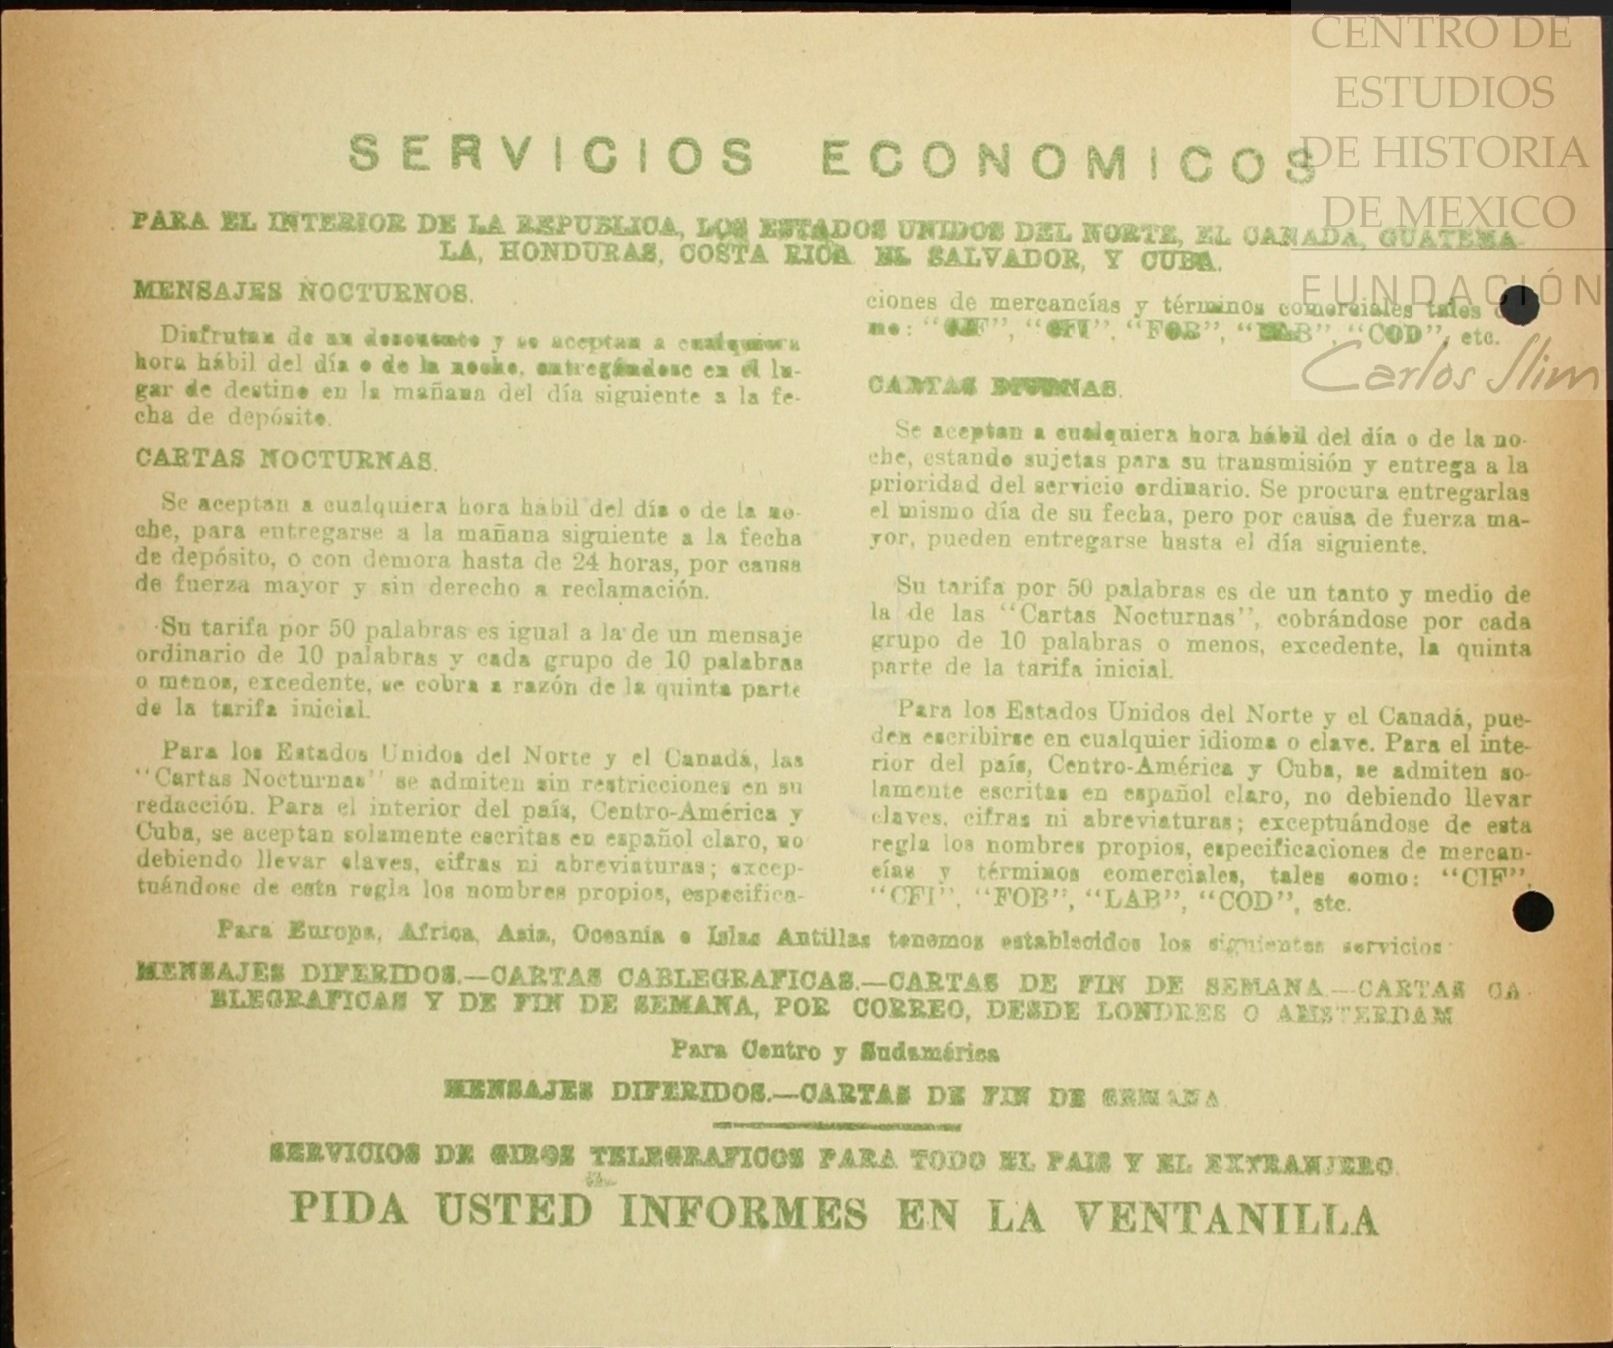 CENTRO DE
ESTUDIOS
DE HISTORIA
DE MEXICO
FUNDACIÓN
Carlos Slim
SERVICIOS ECONOMICOS
PARA EL INTERIOR DE LA REPUBLICA, LOS ESTADOS UNIDOS DEL NORTE, EL CANADA, GUATEMA-
LA, HONDURAS, COSTA RICA EL SALVADOR, Y CUBA.
MENSAJES NOCTURNOS.
Disfrutan de un descuento y se aceptan a cualquiera
hora hábil del día o de la noche, entregándose en el lu-
gar de destino en la mañana del día siguiente a la fe-
cha de depósito.
CARTAS NOCTURNAS.
Se aceptan a cualquiera hora hábil del día o de la no-
che, para entregarse a la mañana siguiente a la fecha
de depósito, o con demora hasta de 24 horas, por causa
de fuerza mayor y sin derecho a reclamación.
Su tarifa por 50 palabras es igual a la de un mensaje
ordinario de 10 palabras y cada grupo de 10 palabras
o menos, excedente, se cobra a razón de la quinta parte
de la tarifa inicial.
Para los Estados Unidos del Norte y el Canadá, las
"Cartas Nocturnas" se admiten sin restricciones en su
redacción. Para el interior del país, Centro-América y
Cuba, se aceptan solamente escritas en español claro, no
debiendo llevar claves, cifras ni abreviaturas; excep-
tuándose de esta regla los nombres propios, especifica-
ciones de mercancías y términos comerciales tales
mo: "CIF", "CFI", "FOB", "LAB", "COD", etc.
CARTAS DIURNAS.
Se aceptan a cualquiera hora hábil del día o de la no-
che, estando sujetas para su transmisión y entrega a la
prioridad del servicio ordinario. Se procura entregarlas
el mismo día de su fecha, pero por causa de fuerza ma-
yor, pueden entregarse hasta el día siguiente.
Su tarifa por 50 palabras es de un tanto y medio de
la de las "Cartas Nocturnas", cobrándose por cada
grupo de 10 palabras o menos, excedente, la quinta
parte de la tarifa inicial.
Para los Estados Unidos del Norte y el Canadá, pue-
den escribirse en cualquier idioma o clave. Para el inte-
rior del país, Centro-América y Cuba, se admiten so-
lamente escritas en español claro, no debiendo llevar
claves, cifras ni abreviaturas; exceptuándose de esta
regla los nombres propios, especificaciones de mercan-
cías y términos comerciales, tales como: "CIF",
"CFI", "FOB", "LAB", "COD", etc.
Para Europa, Africa, Asia, Oceanía e Islas Antillas tenemos establecidos los siguientes servicios:
MENSAJES DIFERIDOS.—CARTAS CABLEGRAFICAS.—CARTAS DE FIN DE SEMANA.—CARTAS CA-
BLEGRAFICAS Y DE FIN DE SEMANA, POR CORREO, DESDE LONDRES O AMSTERDAM
Para Centro y Sudamérica
MENSAJES DIFERIDOS.—CARTAS DE FIN DE SEMANA
SERVICIOS DE GIROS TELEGRAFICOS PARA TODO EL PAIS Y EL EXTRANJERO.
PIDA USTED INFORMES EN LA VENTANILLA